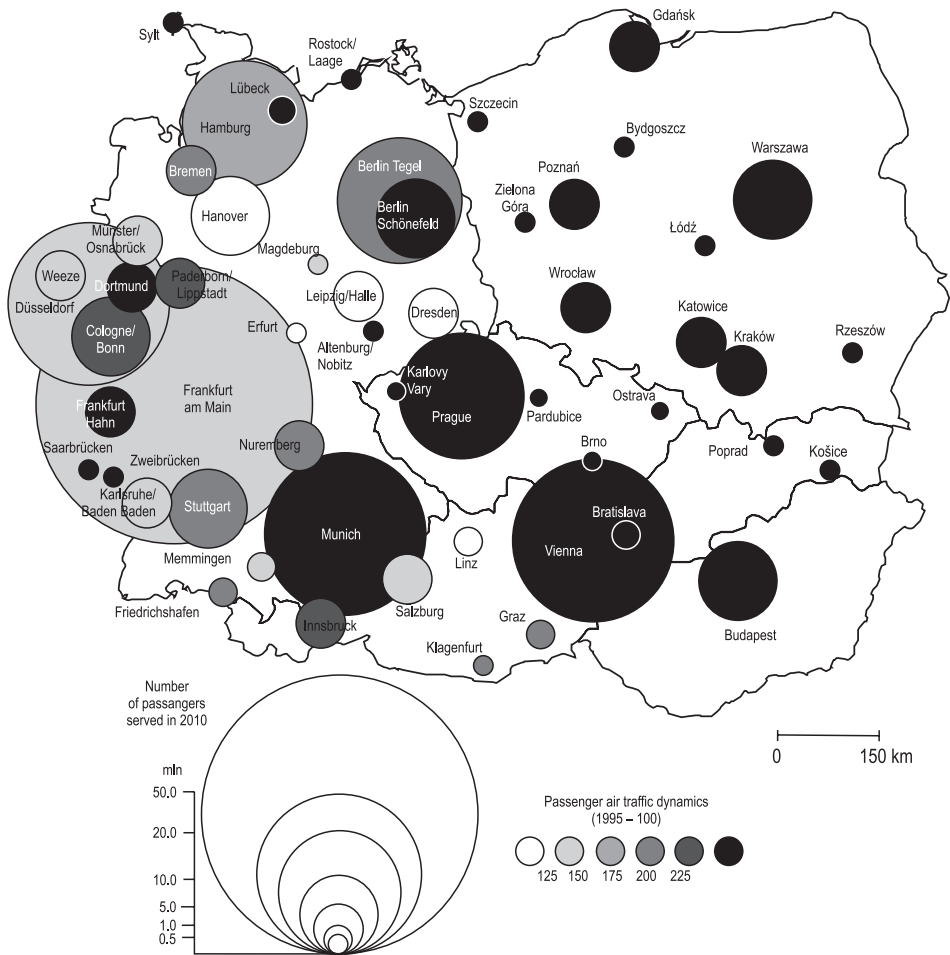 Gdańsk
Sylt
Rostock/
Laage
Lübeck
Hamburg
Szczecin
Bydgoszcz
Warszawa
Bremen
Berlin Tegel
Poznań
Berlin
Schönefeld
Zielona
Góra
Hanover
Łódź
Munster/
Osnabrück
Magdeburg
Weeze
Dortmund
Paderborn/
Lippstadt
Leipzig/Halle
Wrocław
Düsseldorf
Dresden
Katowice
Cologne/
Bonn
Erfurt
Altenburg/
Nobitz
Kraków
Rzeszów
Karlovy
Vary
Frankfurt
am Main
Frankfurt
Hahn
Prague
Pardubice
Ostrava
Nuremberg
Saarbrücken
Zweibrücken
Brno
Poprad
Košice
Karlsruhe/
Baden Baden
Stuttgart
Bratislava
Munich
Vienna
Linz
Memmingen
Friedrichshafen
Salzburg
Innsbruck
Graz
Budapest
Klagenfurt
Number
of passangers
served in 2010
0 150 km
mln
50.0
20.0
10.0
5.0
1.0
0.5
Passenger air traffic dynamics
(1995 – 100)
125 150 175 200 225